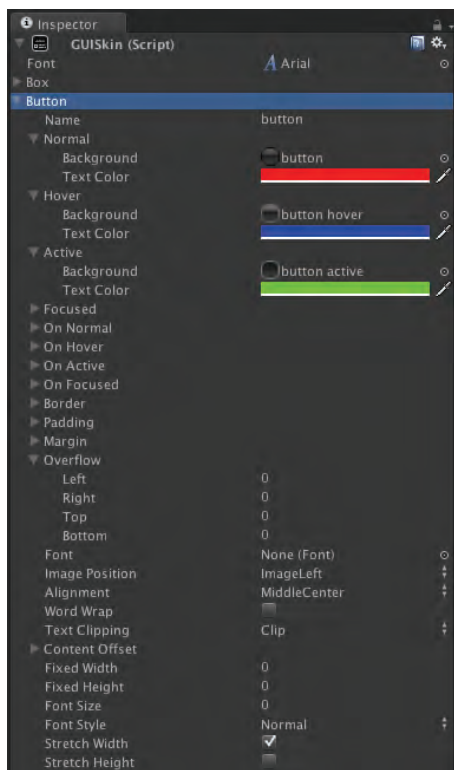 Inspector
GUISkin (Script)
Font Arial
Box
Button
Name button
Normal
Background button
Text Color
Hover
Background button hover
Text Color
Active
Background button active
Text Color
Focused
On Normal
On Hover
On Active
On Focused
Border
Padding
Margin
Overflow
Left 0
Right 0
Top 0
Bottom 0
Font None (Font)
Image Position ImageLeft
Alignment MiddleCenter
Word Wrap
Text Clipping Clip
Content Offset
Fixed Width 0
Fixed Height 0
Font Size 0
Font Style Normal
Stretch Width
Stretch Height